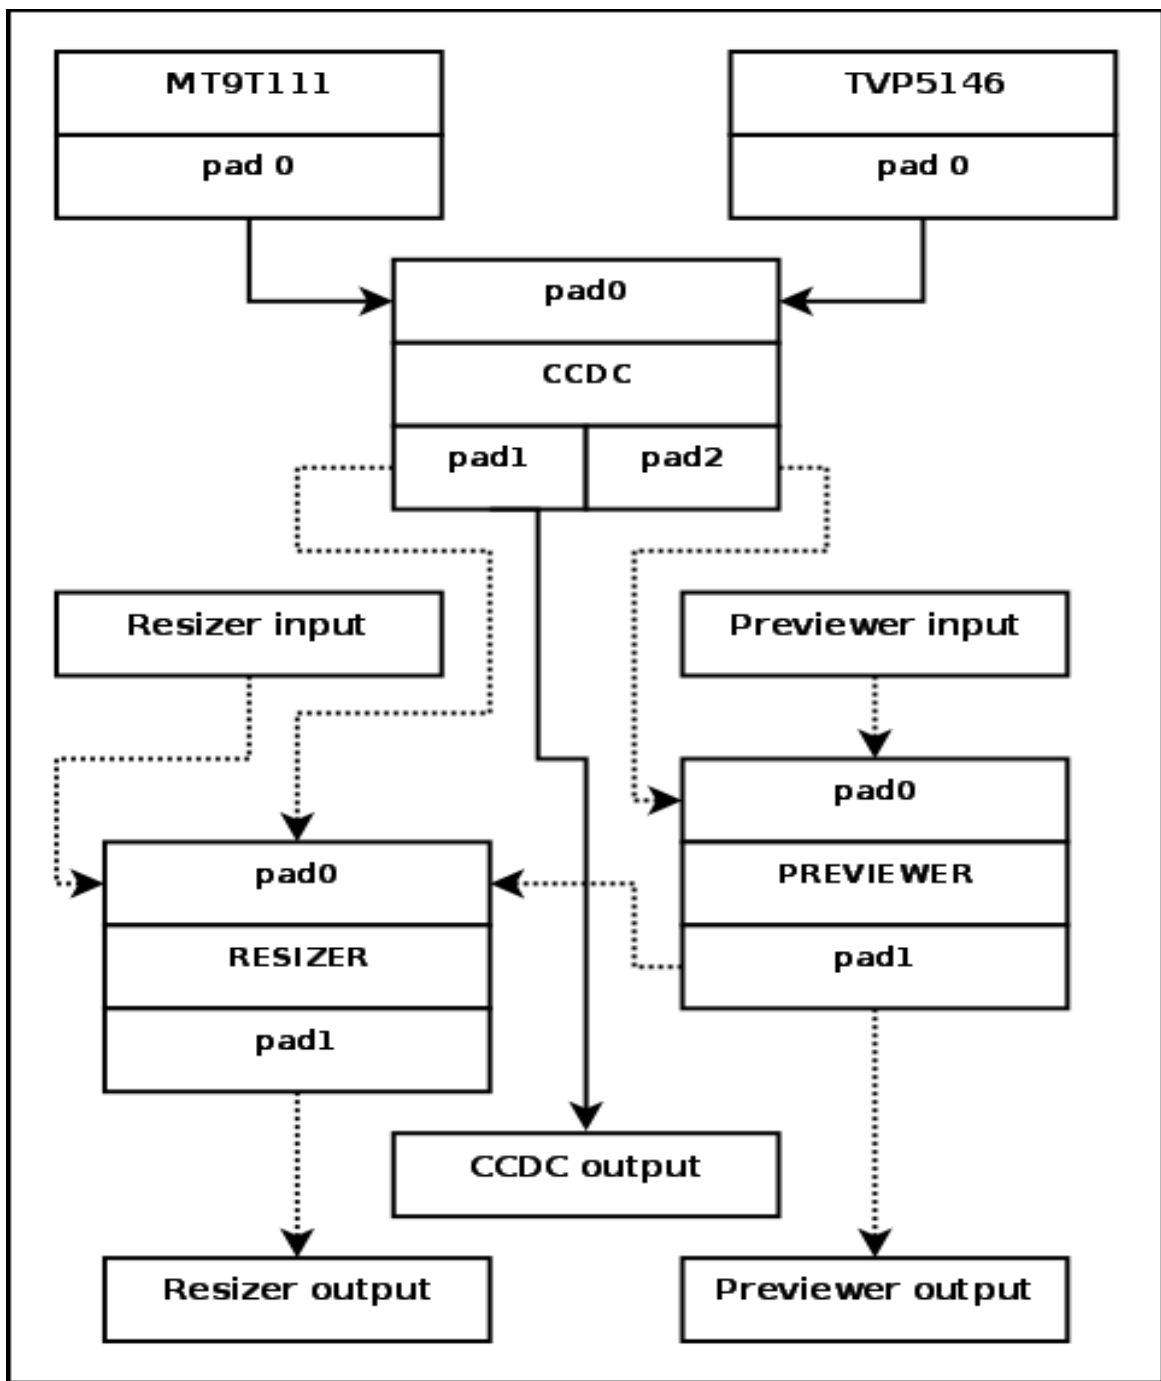 MT9T111
TVP5146
pad 0
pad 0
pad0
CCDC
pad1
pad2
Resizer input
Previewer input
pad0
PREVIEWER
pad1
pad0
RESIZER
pad1
CCDC output
Resizer output
Previewer output